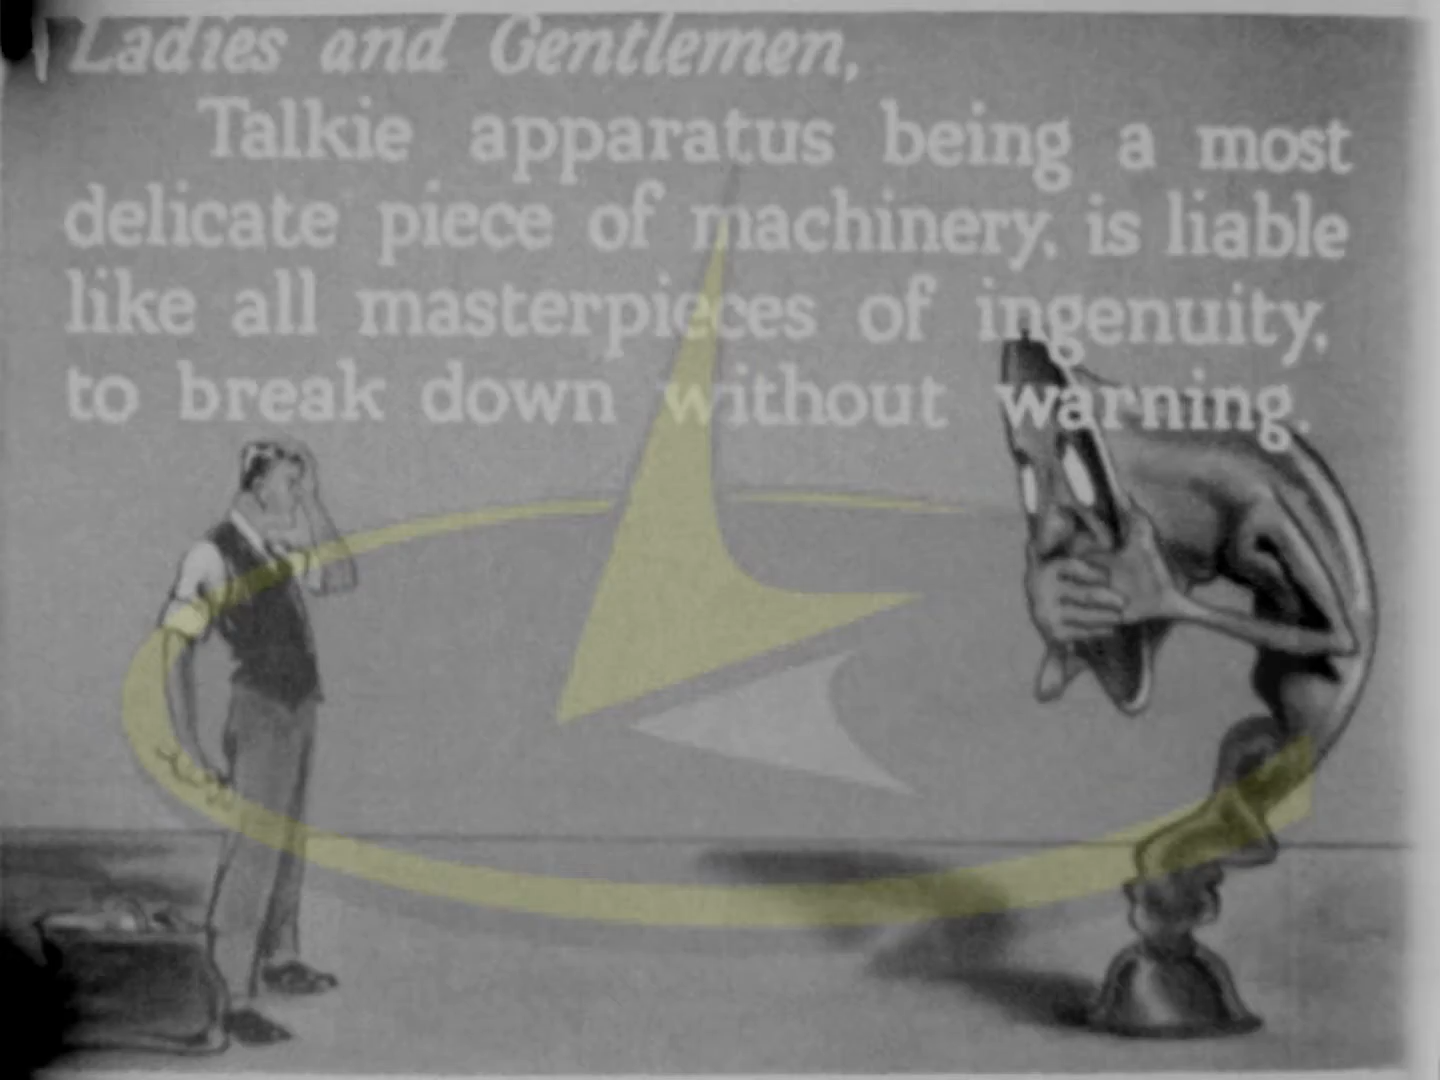 Ladies and Gentlemen,
Talkie apparatus being a most
delicate piece of machinery, is liable
like all masterpieces of ingenuity,
to break down without warning.